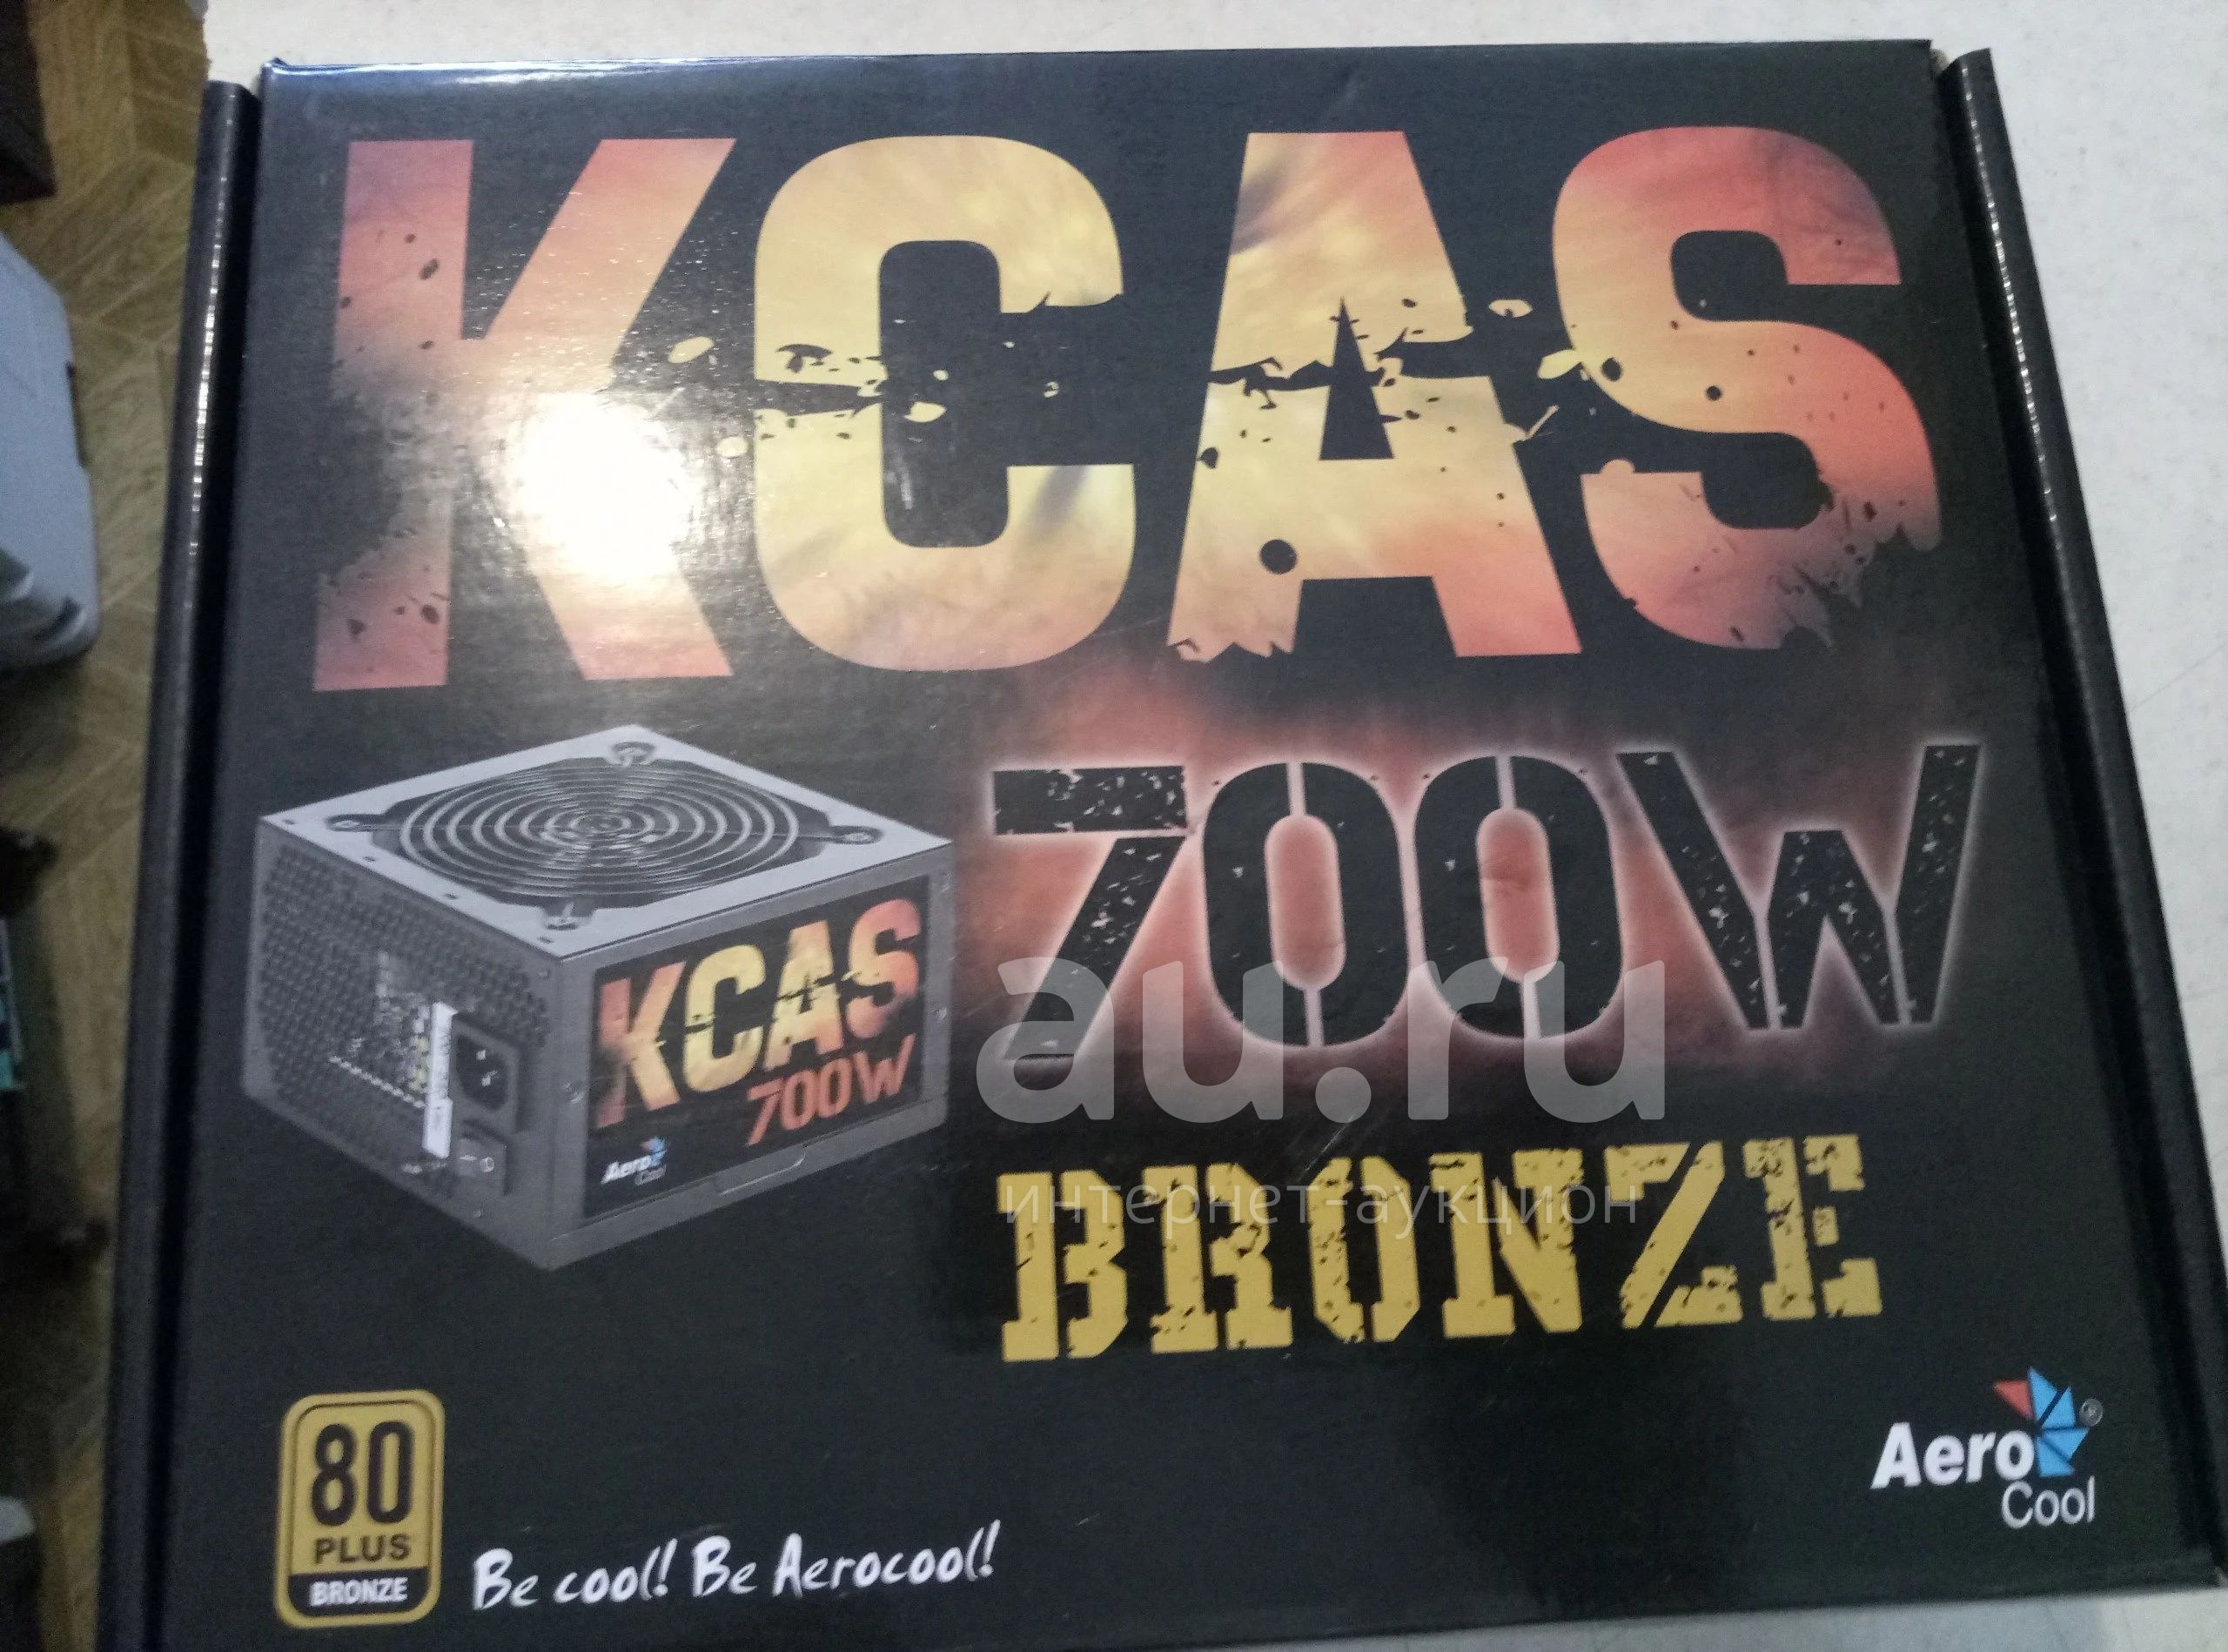 KCAS
700W
BRONZE
KCAS
700W
Aero
Cool
au.ru
интернет-аукцион
80
PLUS
BRONZE
Be cool! Be Aerocool!
Aero
Cool
®